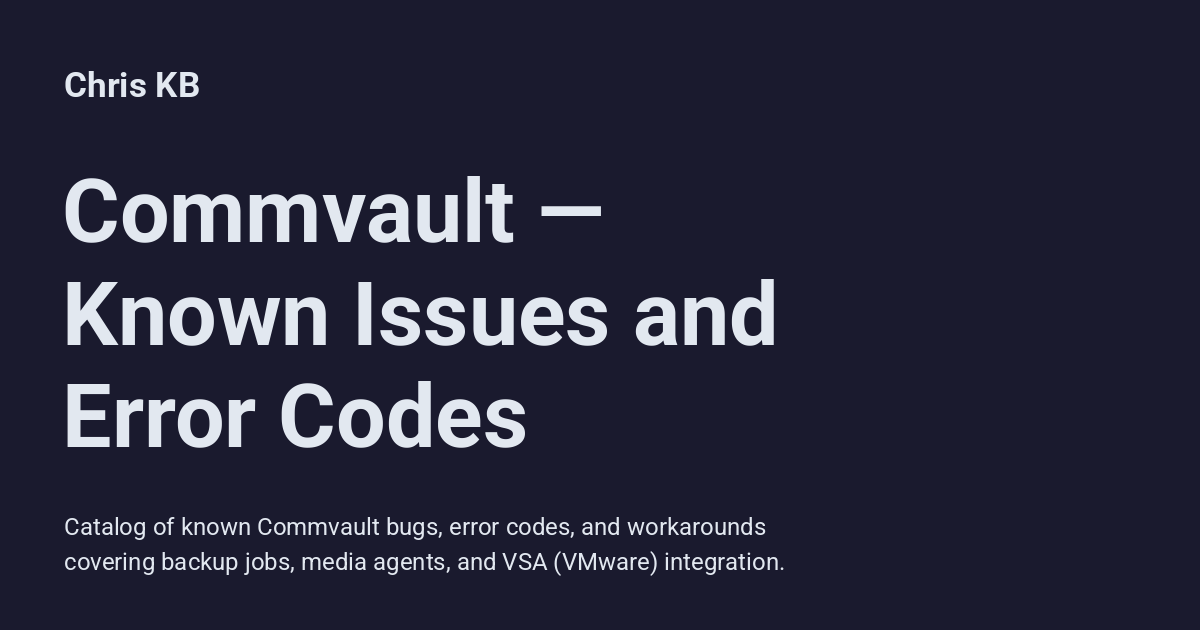 Chris KB
Commvault —
Known Issues and
Error Codes
Catalog of known Commvault bugs, error codes, and workarounds
covering backup jobs, media agents, and VSA (VMware) integration.